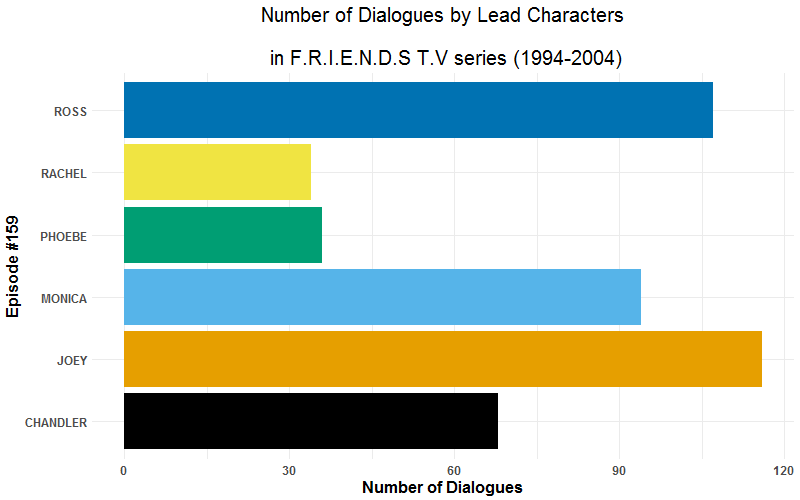 Number of Dialogues by Lead Characters
in F.R.I.E.N.D.S T.V series (1994-2004)
Episode #159
ROSS
RACHEL
PHOEBE
MONICA
JOEY
CHANDLER
0 30 60 90 120
Number of Dialogues